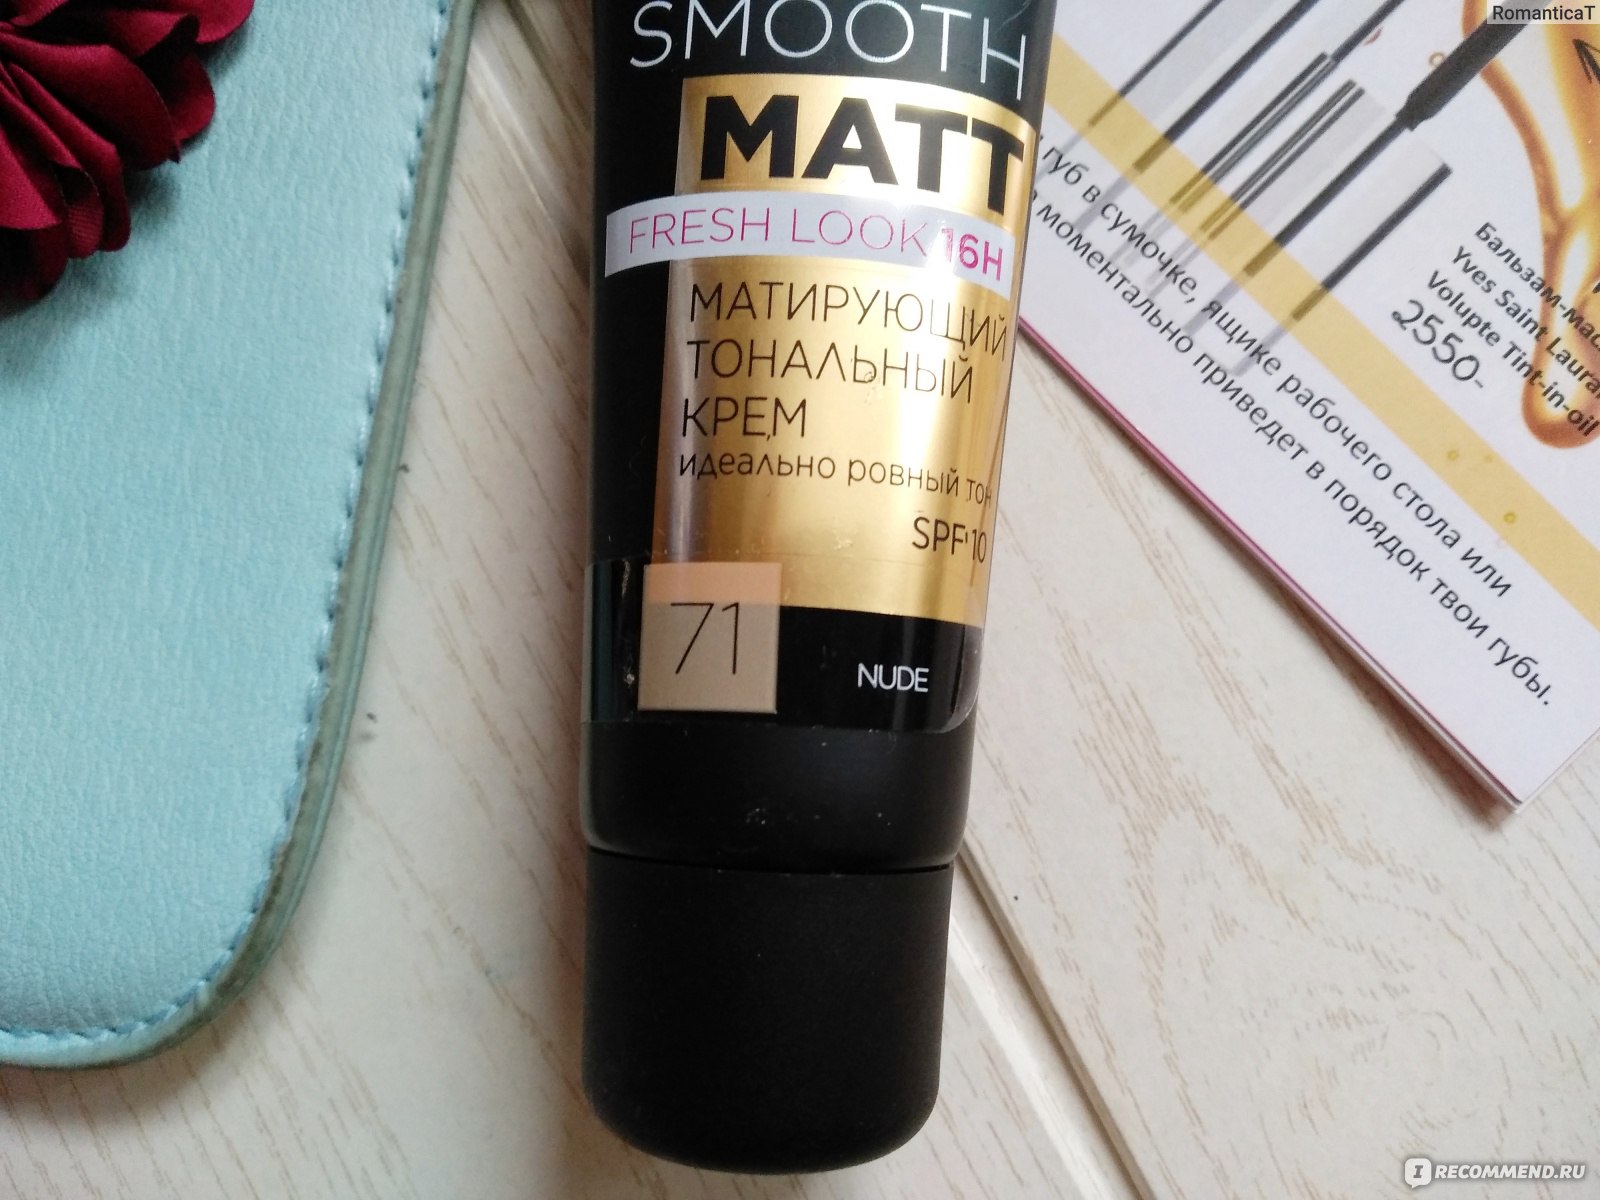 RomanticaT
SMOOTH
MATT
FRESH LOOK 16H
МАТИРУЮЩИЙ
ТОНАЛЬНЫЙ
КРЕМ
идеально ровный тон
SPF 10
71
NUDE
губ в сумочке, ящике рабочего стола или
моментально приведет в порядок твои губы.
Бальзам-мас
Yves Saint Laura
Volupte Tint-in-oil
2550-
IRECOMMEND.RU